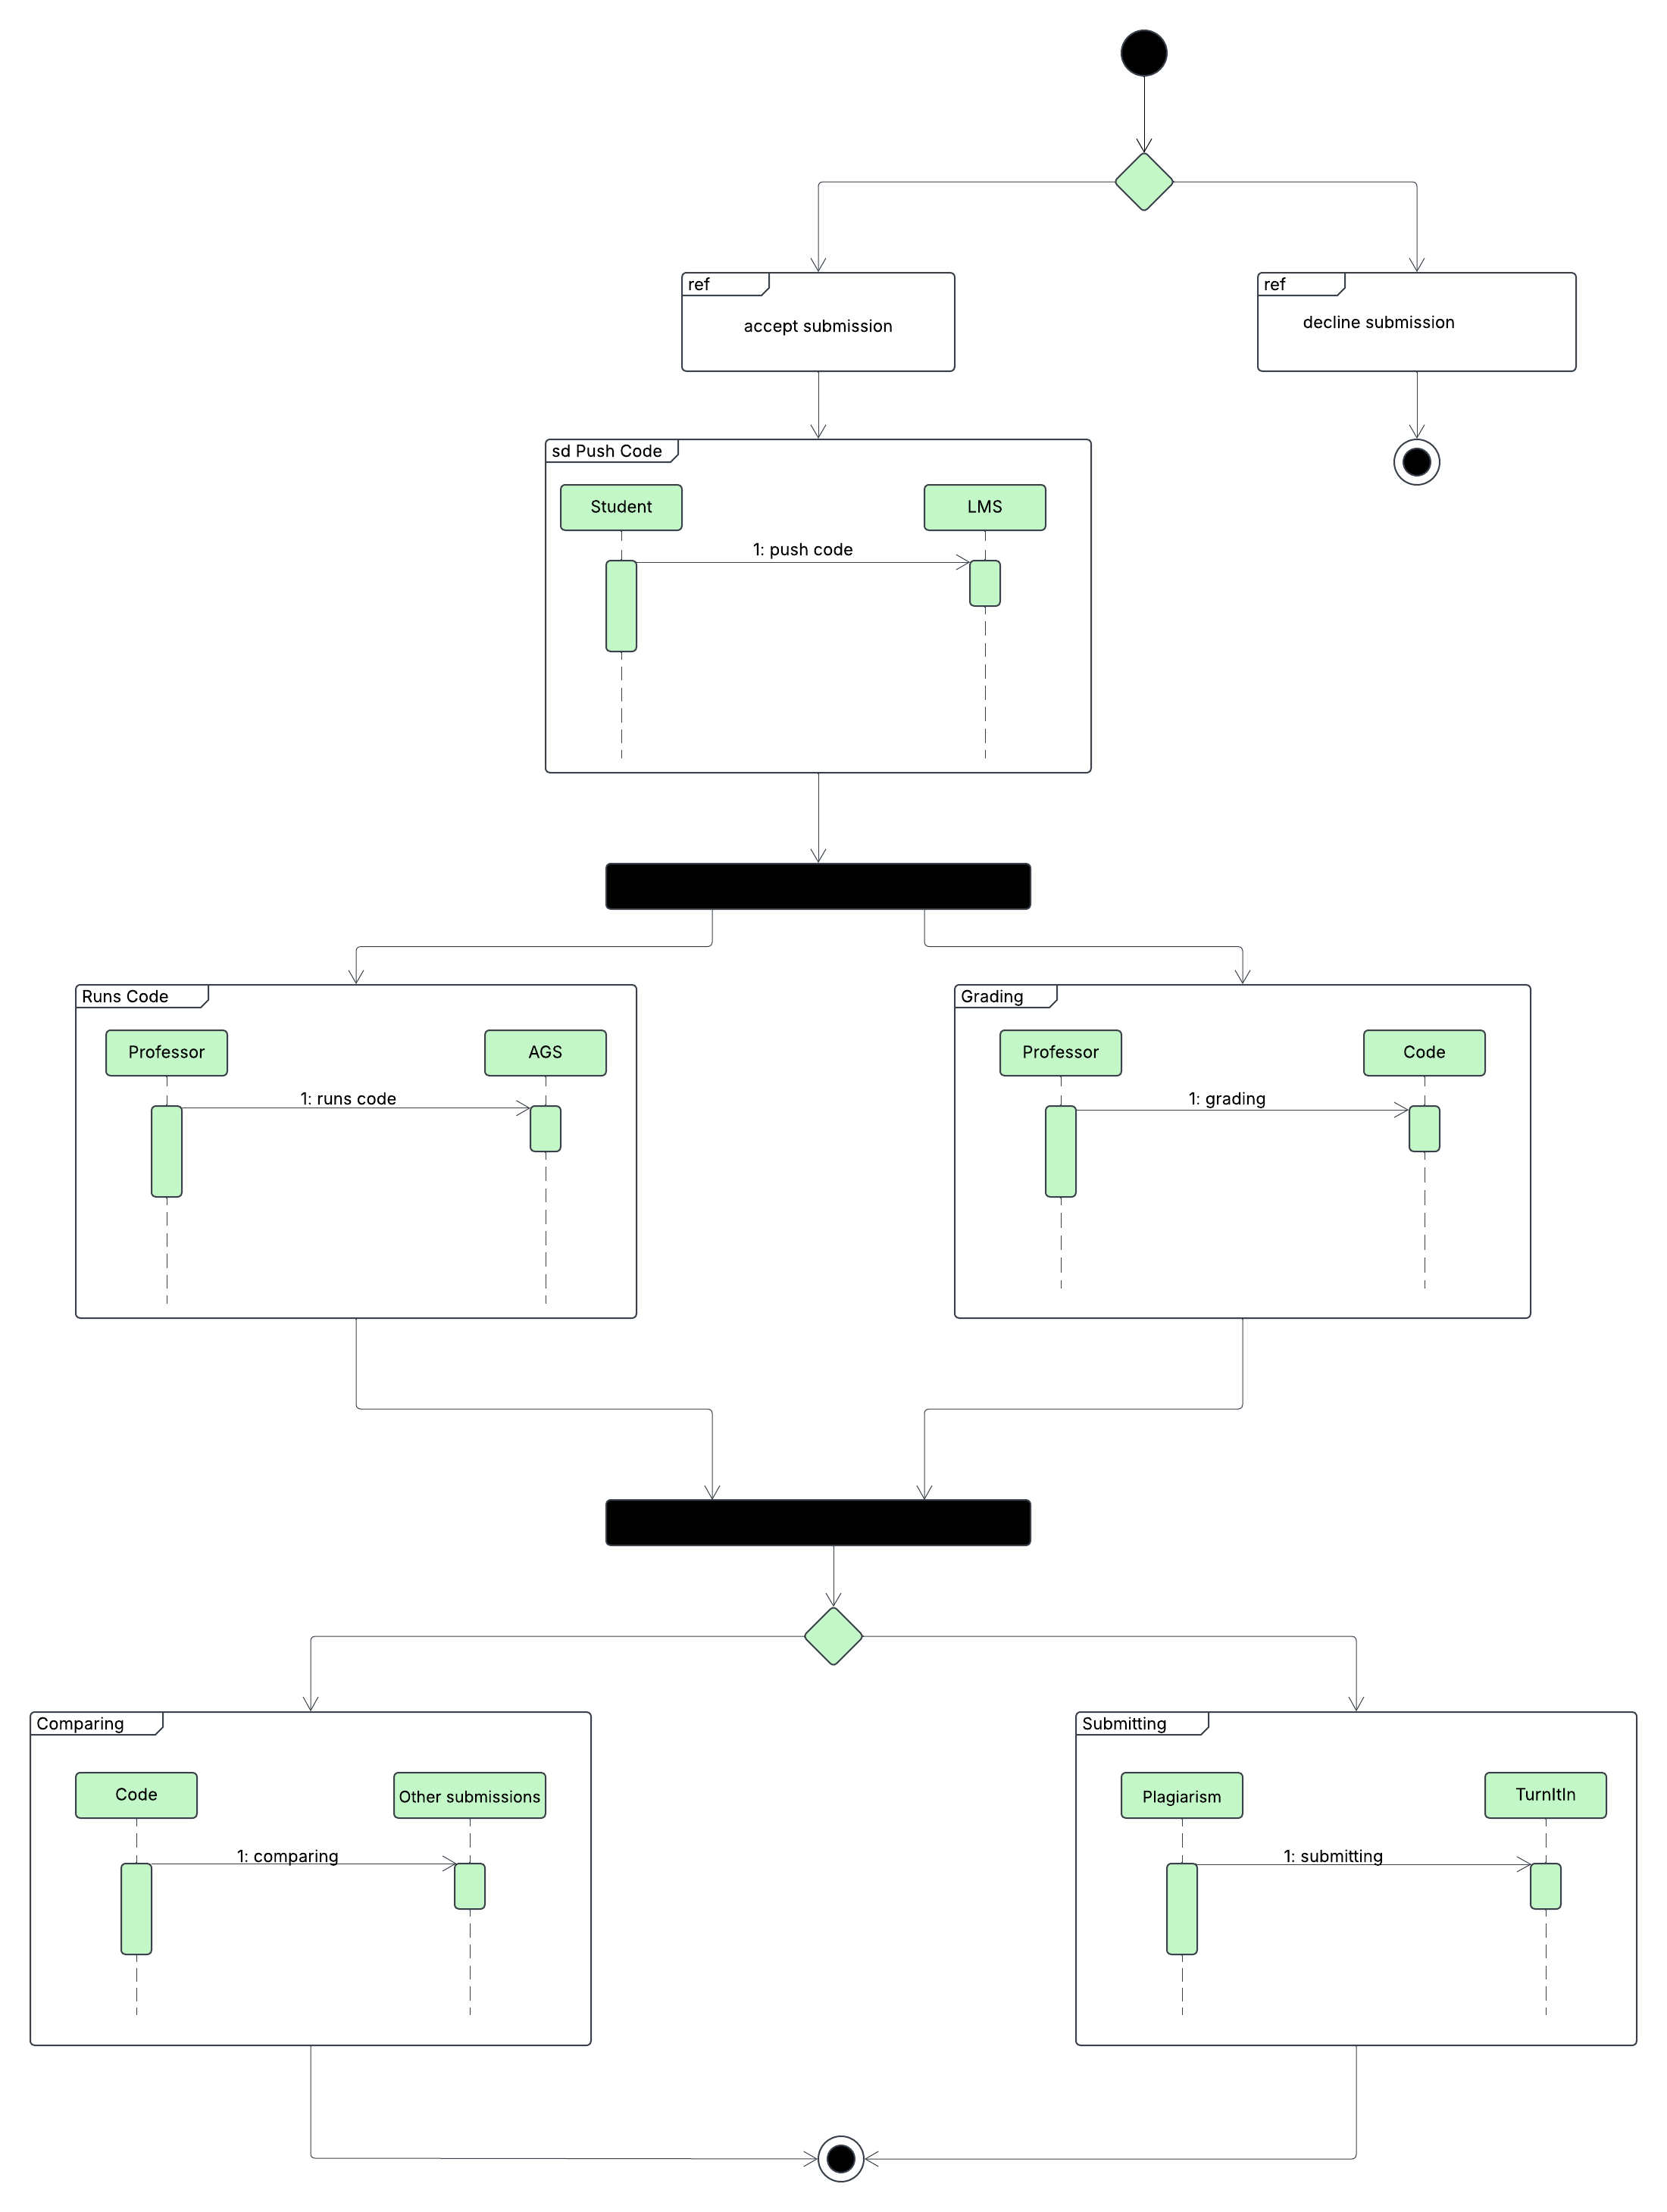 ref
accept submission
ref
decline submission
sd Push Code
Student
LMS
1: push code
Runs Code
Professor
AGS
1: runs code
Grading
Professor
Code
1: grading
Comparing
Code
Other submissions
1: comparing
Submitting
Plagiarism
TurnItIn
1: submitting